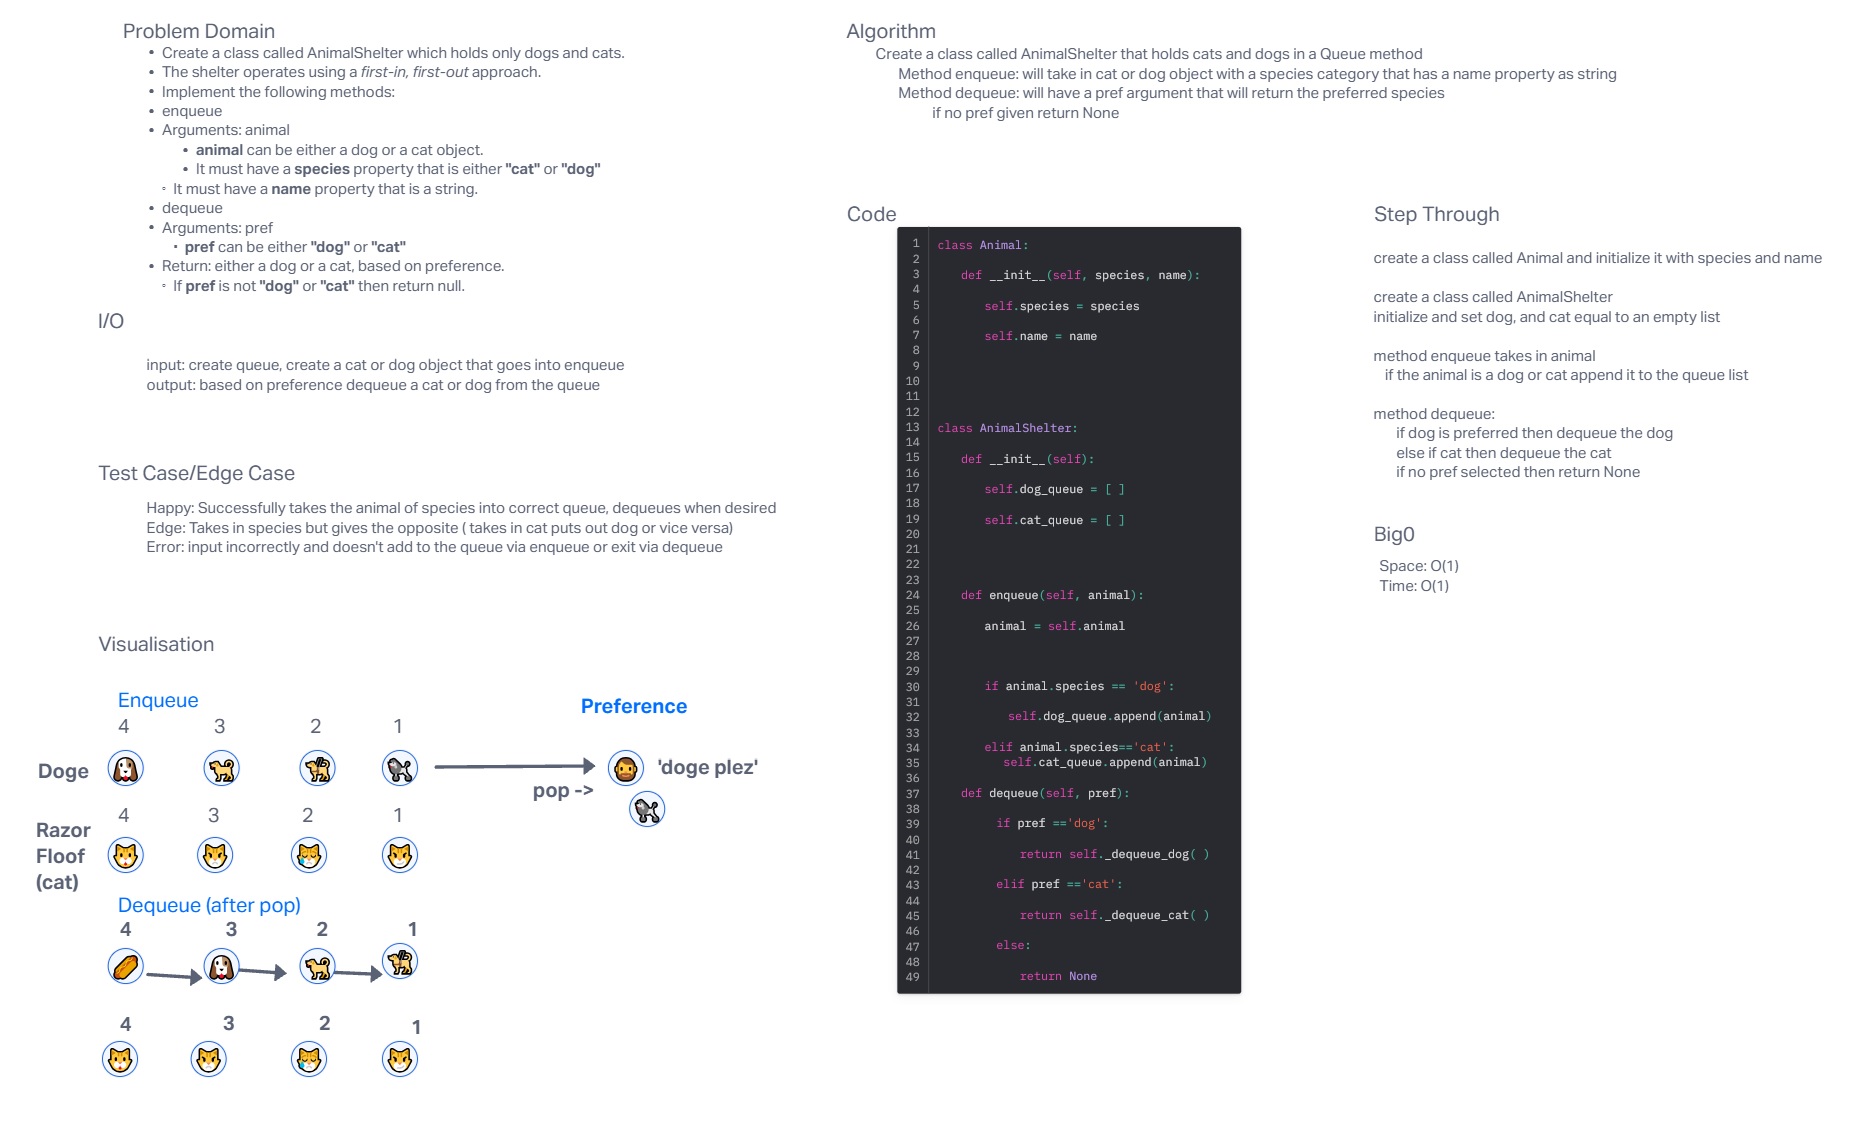 Problem Domain
• Create a class called AnimalShelter which holds only dogs and cats.
• The shelter operates using a first-in, first-out approach.
• Implement the following methods:
• enqueue
• Arguments: animal
• animal can be either a dog or a cat object.
• It must have a species property that is either "cat" or "dog"
◦ It must have a name property that is a string.
• dequeue
• Arguments: pref
• pref can be either "dog" or "cat"
• Return: either a dog or a cat, based on preference.
◦ If pref is not "dog" or "cat" then return null.
I/O
input: create queue, create a cat or dog object that goes into enqueue
output: based on preference dequeue a cat or dog from the queue
Test Case/Edge Case
Happy: Successfully takes the animal of species into correct queue, dequeues when desired
Edge: Takes in species but gives the opposite ( takes in cat puts out dog or vice versa)
Error: input incorrectly and doesn't add to the queue via enqueue or exit via dequeue
Visualisation
Enqueue
4 3 2 1
Doge
Preference
'doge plez'
pop ->
4 3 2 1
Razor
Floof
(cat)
Dequeue (after pop)
4 3 2 1
4 3 2 1
Algorithm
Create a class called AnimalShelter that holds cats and dogs in a Queue method
Method enqueue: will take in cat or dog object with a species category that has a name property as string
Method dequeue: will have a pref argument that will return the preferred species
if no pref given return None
Code
1 class Animal:
2
3 def __init__(self, species, name):
4
5 self.species = species
6
7 self.name = name
8
9
10
11
12
13 class AnimalShelter:
14
15 def __init__(self):
16
17 self.dog_queue = [ ]
18
19 self.cat_queue = [ ]
20
21
22
23
24 def enqueue(self, animal):
25
26 animal = self.animal
27
28
29
30 if animal.species == 'dog':
31
32 self.dog_queue.append(animal)
33
34 elif animal.species=='cat':
35 self.cat_queue.append(animal)
36
37 def dequeue(self, pref):
38
39 if pref =='dog':
40
41 return self._dequeue_dog( )
42
43 elif pref =='cat':
44
45 return self._dequeue_cat( )
46
47 else:
48
49 return None
Step Through
create a class called Animal and initialize it with species and name
create a class called AnimalShelter
initialize and set dog, and cat equal to an empty list
method enqueue takes in animal
if the animal is a dog or cat append it to the queue list
method dequeue:
if dog is preferred then dequeue the dog
else if cat then dequeue the cat
if no pref selected then return None
Big0
Space: O(1)
Time: O(1)